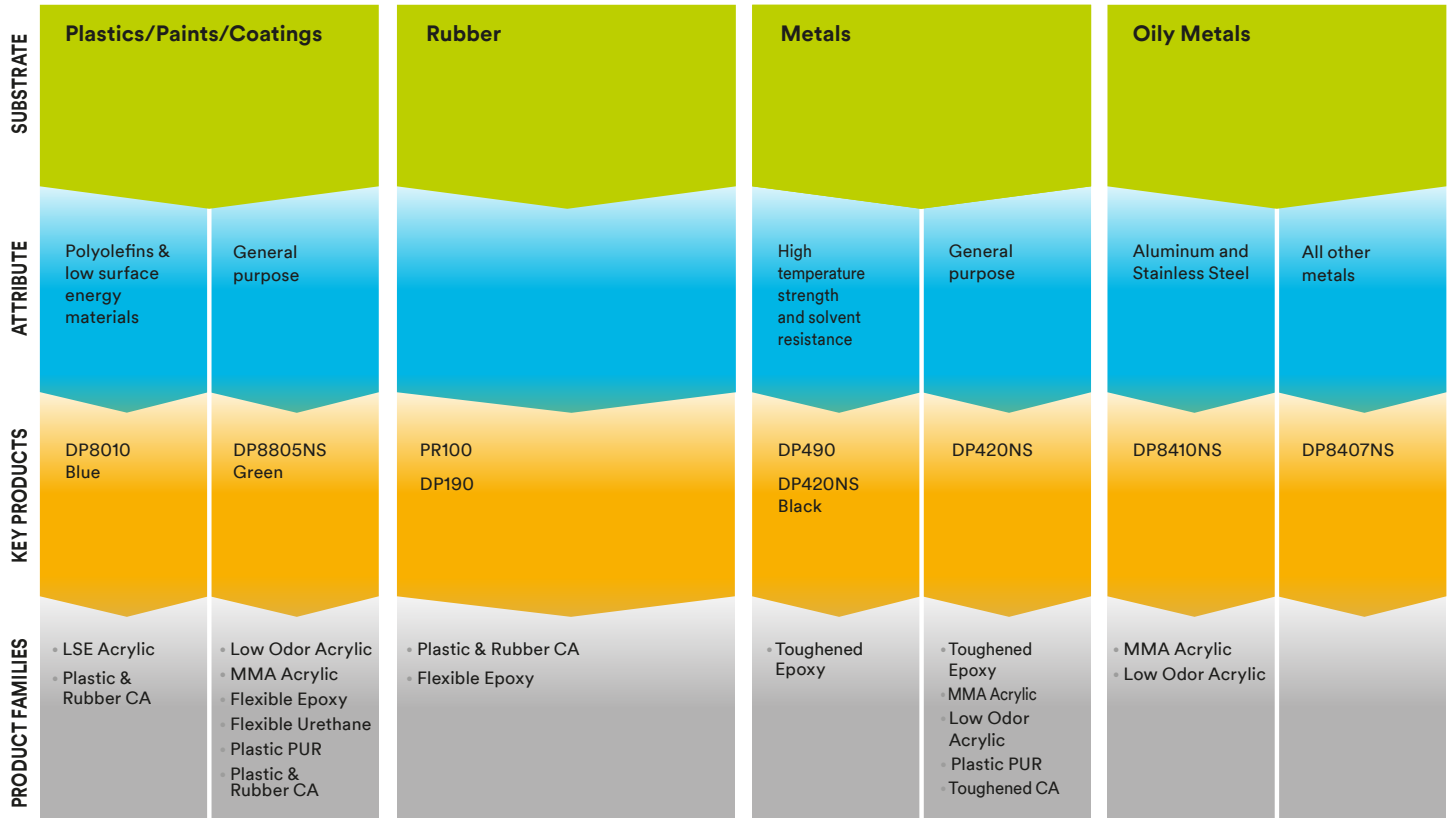 SUBSTRATE
Plastics/Paints/Coatings
Rubber
Metals
Oily Metals
ATTRIBUTE
Polyolefins &
low surface
energy
materials
General
purpose
High
temperature
strength
and solvent
resistance
General
purpose
Aluminum and
Stainless Steel
All other
metals
KEY PRODUCTS
DP8010
Blue
DP8805NS
Green
PR100
DP190
DP490
DP420NS
Black
DP420NS
DP8410NS
DP8407NS
PRODUCT FAMILIES
• LSE Acrylic
• Plastic &
Rubber CA
• Low Odor Acrylic
• MMA Acrylic
• Flexible Epoxy
• Flexible Urethane
• Plastic PUR
• Plastic &
Rubber CA
• Plastic & Rubber CA
• Flexible Epoxy
• Toughened
Epoxy
• Toughened
Epoxy
• MMA Acrylic
• Low Odor
Acrylic
• Plastic PUR
• Toughened CA
• MMA Acrylic
• Low Odor Acrylic